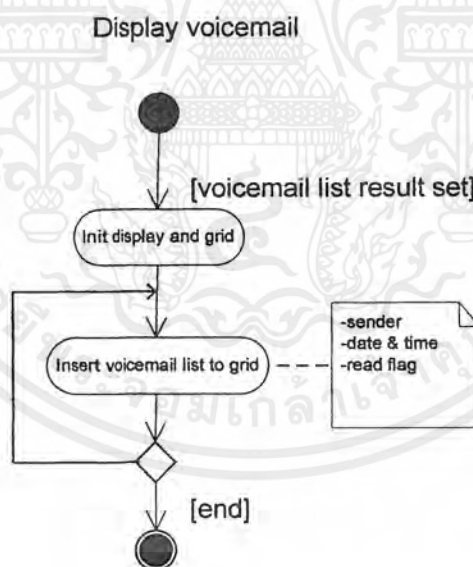 Display voicemail
[voicemail list result set]
Init display and grid
Insert voicemail list to grid
-sender
-date & time
-read flag
[end]